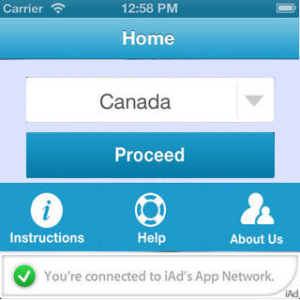 Carrier 12:58 PM
Home
Canada
Proceed
Instructions Help About Us
You're connected to iAd's App Network.
iAd